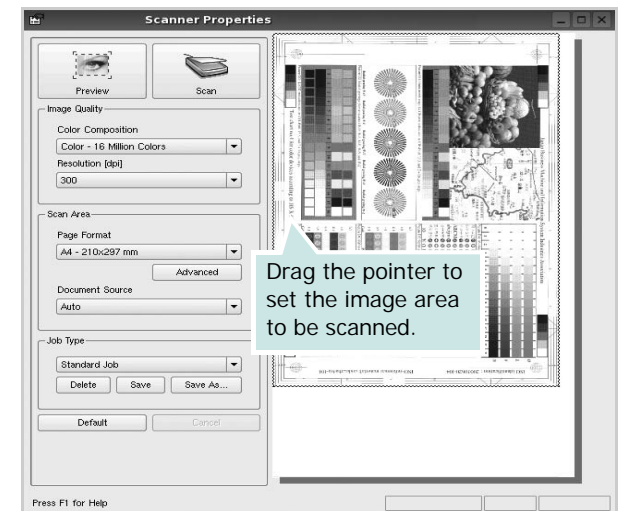 Scanner Properties
Preview
Scan
Image Quality
Color Composition
Color - 16 Million Colors
Resolution [dpi]
300
Scan Area
Page Format
A4 - 210x297 mm
Advanced
Document Source
Auto
Job Type
Standard Job
Delete
Save
Save As...
Default
Cancel
Drag the pointer to
set the image area
to be scanned.
Press F1 for Help